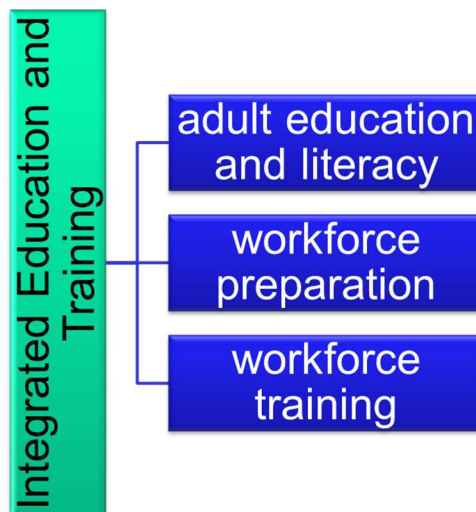 Integrated Education and
Training
adult education
and literacy
workforce
preparation
workforce
training